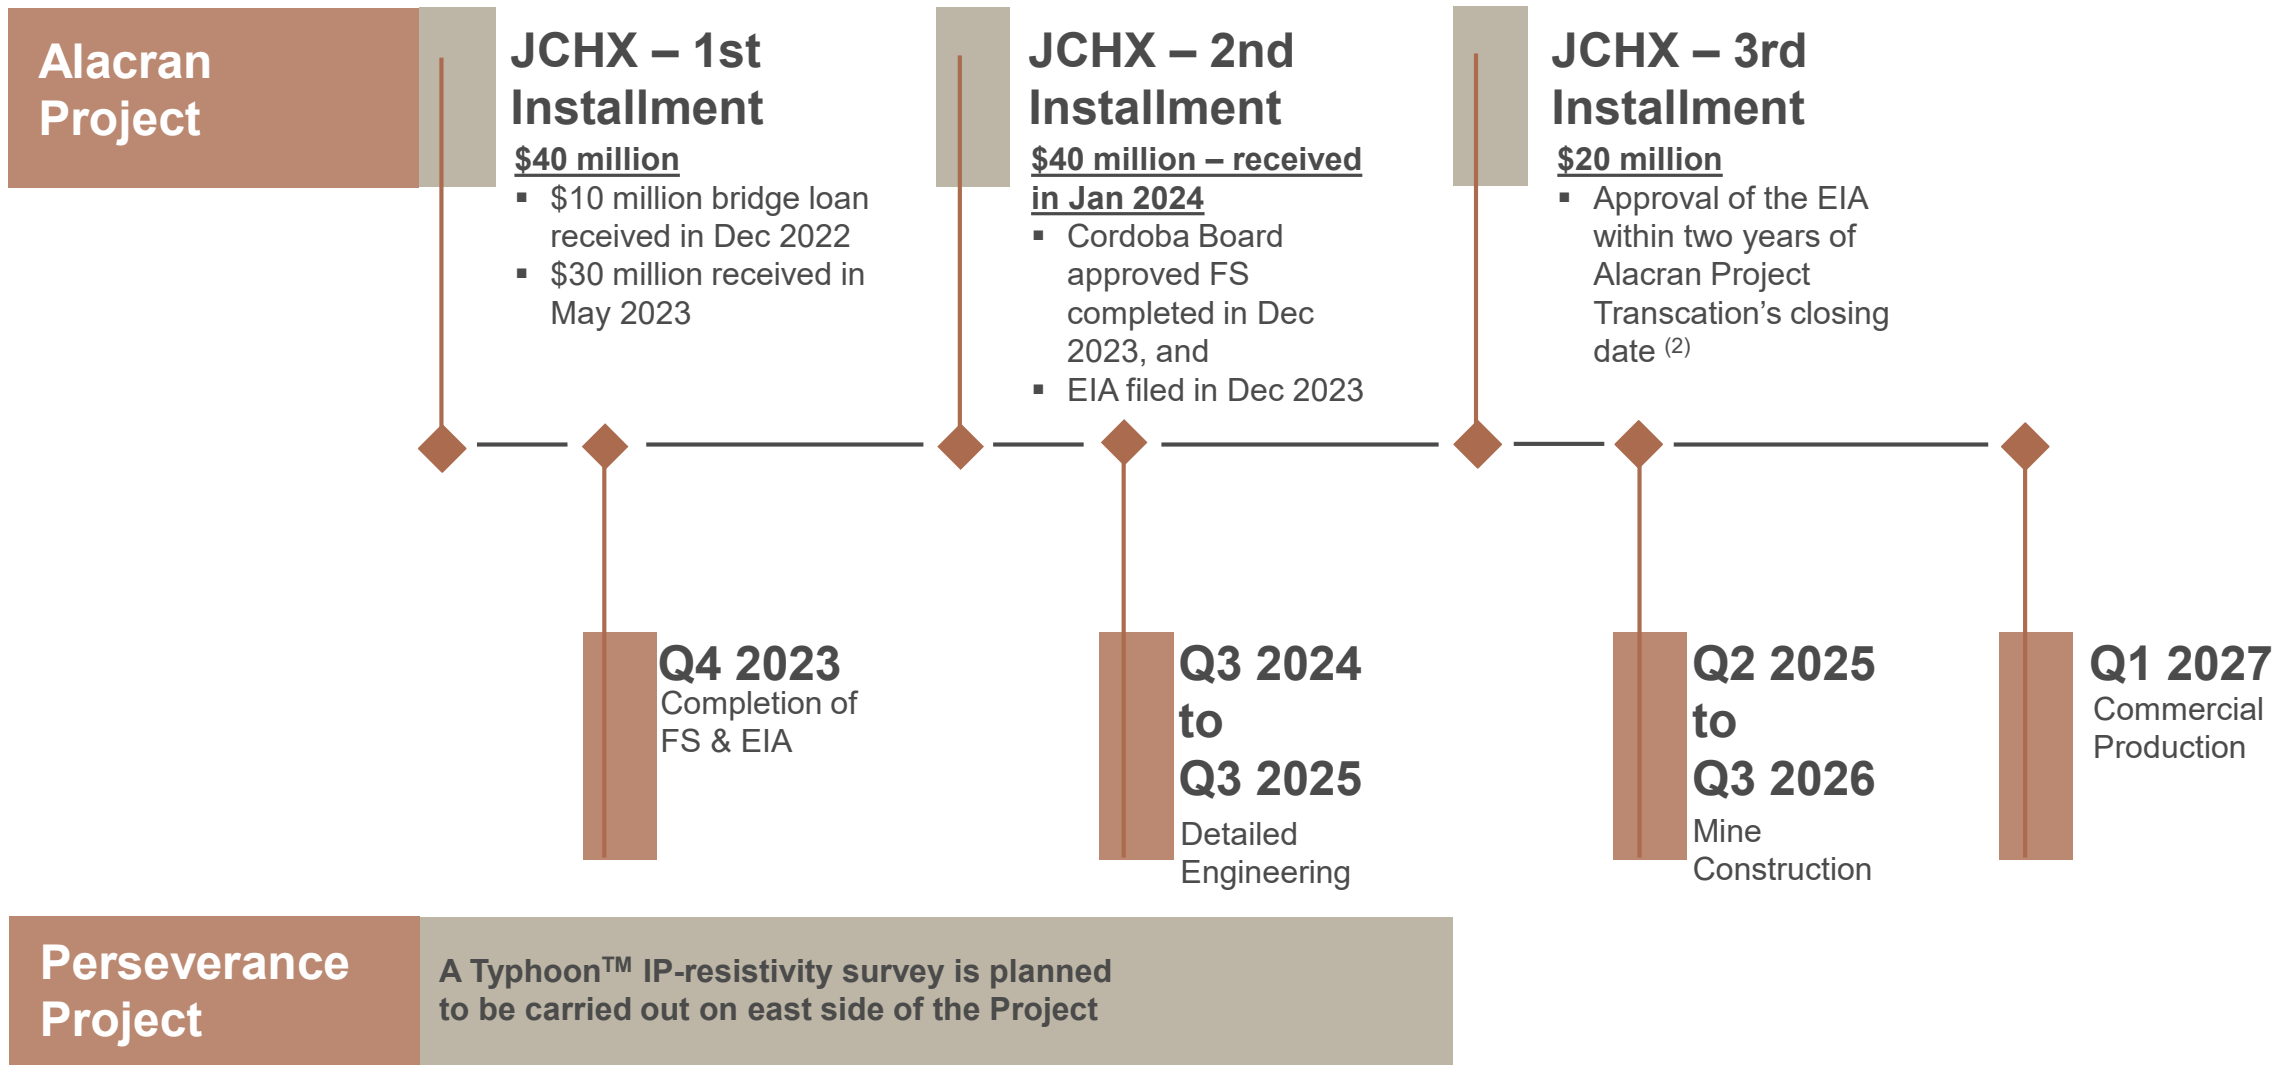 Alacran
Project
JCHX – 1st
Installment
$40 million
▪ $10 million bridge loan
received in Dec 2022
▪ $30 million received in
May 2023
JCHX – 2nd
Installment
$40 million – received
in Jan 2024
▪ Cordoba Board
approved FS
completed in Dec
2023, and
▪ EIA filed in Dec 2023
JCHX – 3rd
Installment
$20 million
▪ Approval of the EIA
within two years of
Alacran Project
Transcation’s closing
date (2)
Q4 2023
Completion of
FS & EIA
Q3 2024
to
Q3 2025
Detailed
Engineering
Q2 2025
to
Q3 2026
Mine
Construction
Q1 2027
Commercial
Production
Perseverance
Project
A Typhoon™ IP-resistivity survey is planned
to be carried out on east side of the Project